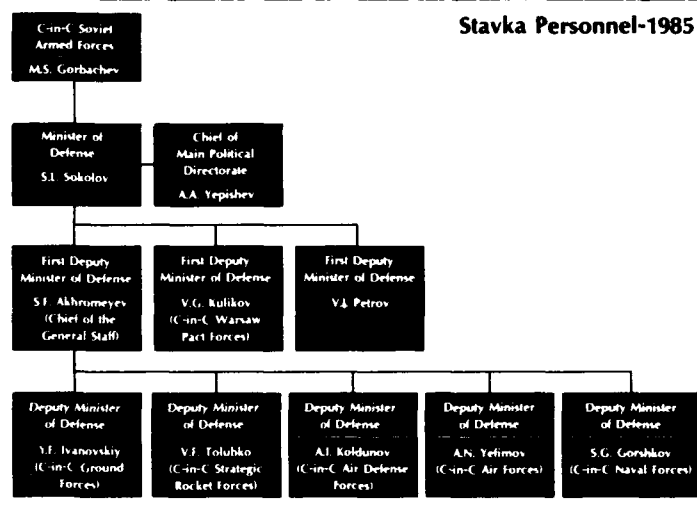 Stavka Personnel-1985
C-in-C Soviet
Armed Forces
M.S. Gorbachev
Minister of
Defense
S.L. Sokolov
Chief of
Main Political
Directorate
A.A. Yepishev
First Deputy
Minister of Defense
S.F. Akhromeyev
(Chief of the
General Staff)
First Deputy
Minister of Defense
V.G. Kulikov
(C-in-C Warsaw
Pact Forces)
First Deputy
Minister of Defense
V.I. Petrov
Deputy Minister
of Defense
Y.F. Ivanovskiy
(C-in-C Ground
Forces)
Deputy Minister
of Defense
V.F. Tolubko
(C-in-C Strategic
Rocket Forces)
Deputy Minister
of Defense
A.I. Koldunov
(C-in-C Air Defense
Forces)
Deputy Minister
of Defense
A.N. Yefimov
(C-in-C Air Forces)
Deputy Minister
of Defense
S.G. Gorshkov
(C-in-C Naval Forces)